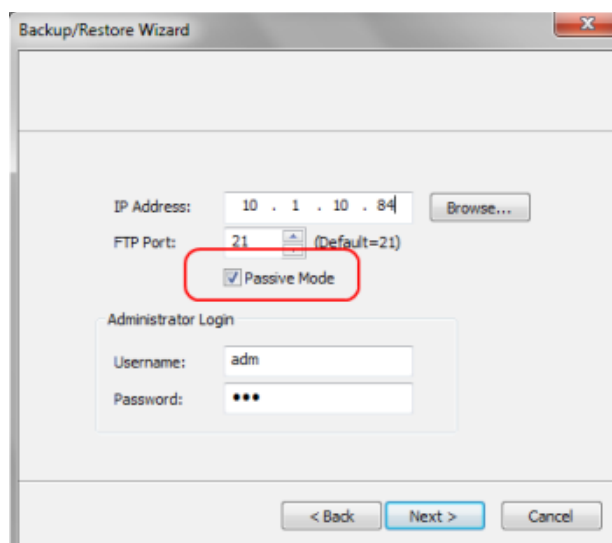 Backup/Restore Wizard
IP Address: 10 . 1 . 10 . 84 Browse...
FTP Port: 21 (Default=21)
Passive Mode
Administrator Login
Username: adm
Password: •••
< Back Next > Cancel